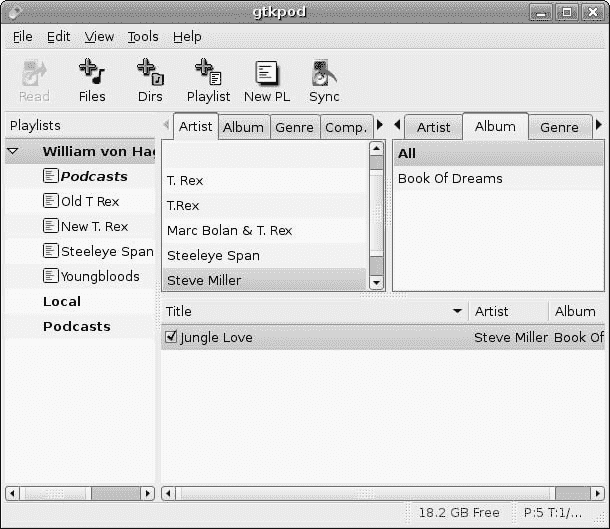 gtkpod
File Edit View Tools Help
Read Files Dirs Playlist New PL Sync
Playlists
William von Ha
Podcasts
Old T Rex
New T. Rex
Steeleye Span
Youngbloods
Local
Podcasts
Artist Album Genre Comp.
T. Rex
T.Rex
Marc Bolan & T. Rex
Steeleye Span
Steve Miller
Artist Album Genre
All
Book Of Dreams
Title Artist Album
Jungle Love Steve Miller Book Of
18.2 GB Free P:5 T:1/...